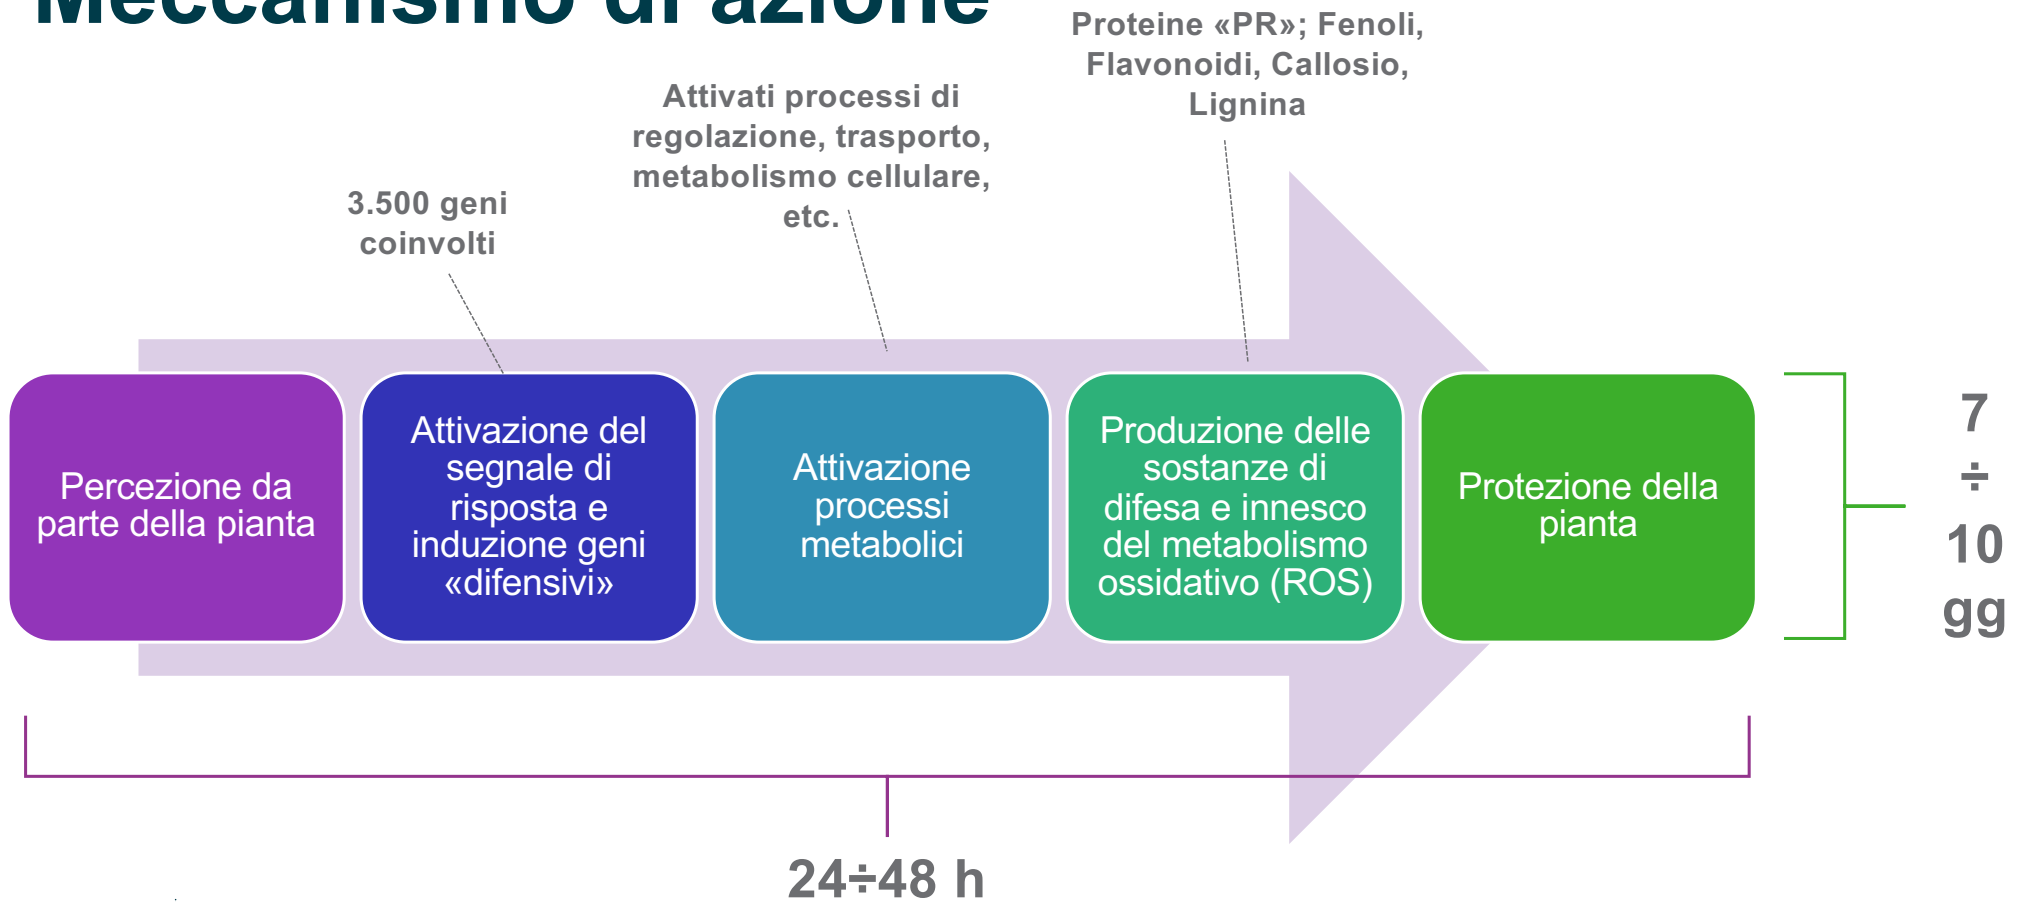 Meccanismo di azione
Proteine «PR»; Fenoli,
Flavonoidi, Callosio,
Lignina
Attivati processi di
regolazione, trasporto,
metabolismo cellulare,
etc.
3.500 geni
coinvolti
Percezione da
parte della pianta
Attivazione del
segnale di
risposta e
induzione geni
«difensivi»
Attivazione
processi
metabolici
Produzione delle
sostanze di
difesa e innesco
del metabolismo
ossidativo (ROS)
Protezione della
pianta
7
÷
10
gg
24÷48 h